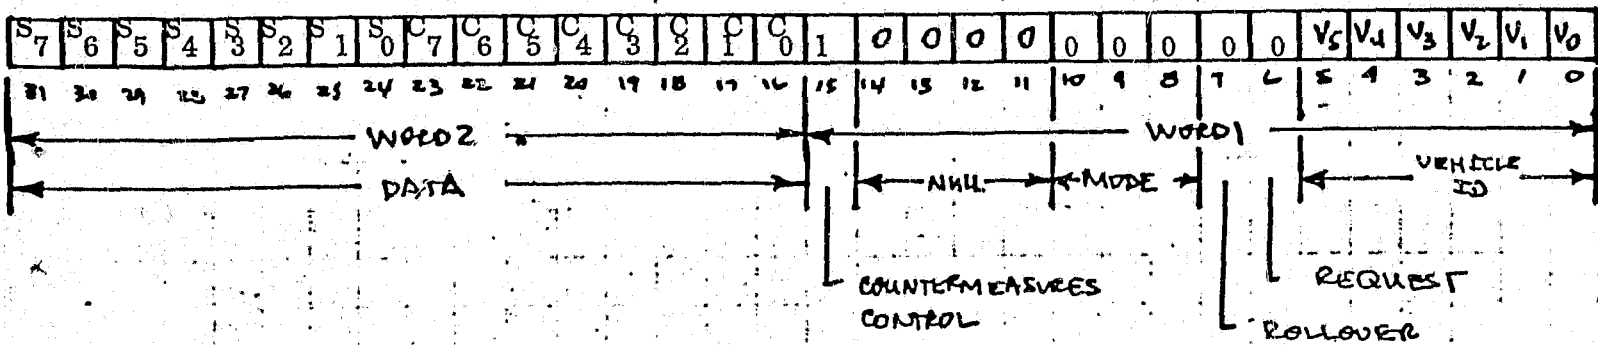 S7 S6 S5 S4 S3 S2 S1 S0 C7 C6 C5 C4 C3 C2 C1 C0 1 0 0 0 0 0 0 0 0 0 V5 V4 V3 V2 V1 V0
31 30 29 28 27 26 25 24 23 22 21 20 19 18 17 16 15 14 13 12 11 10 9 8 7 6 5 4 3 2 1 0
WORD 2 WORD 1
DATA NULL MODE VEHICLE
ID
COUNTERMEASURES REQUEST
CONTROL ROLLOVER